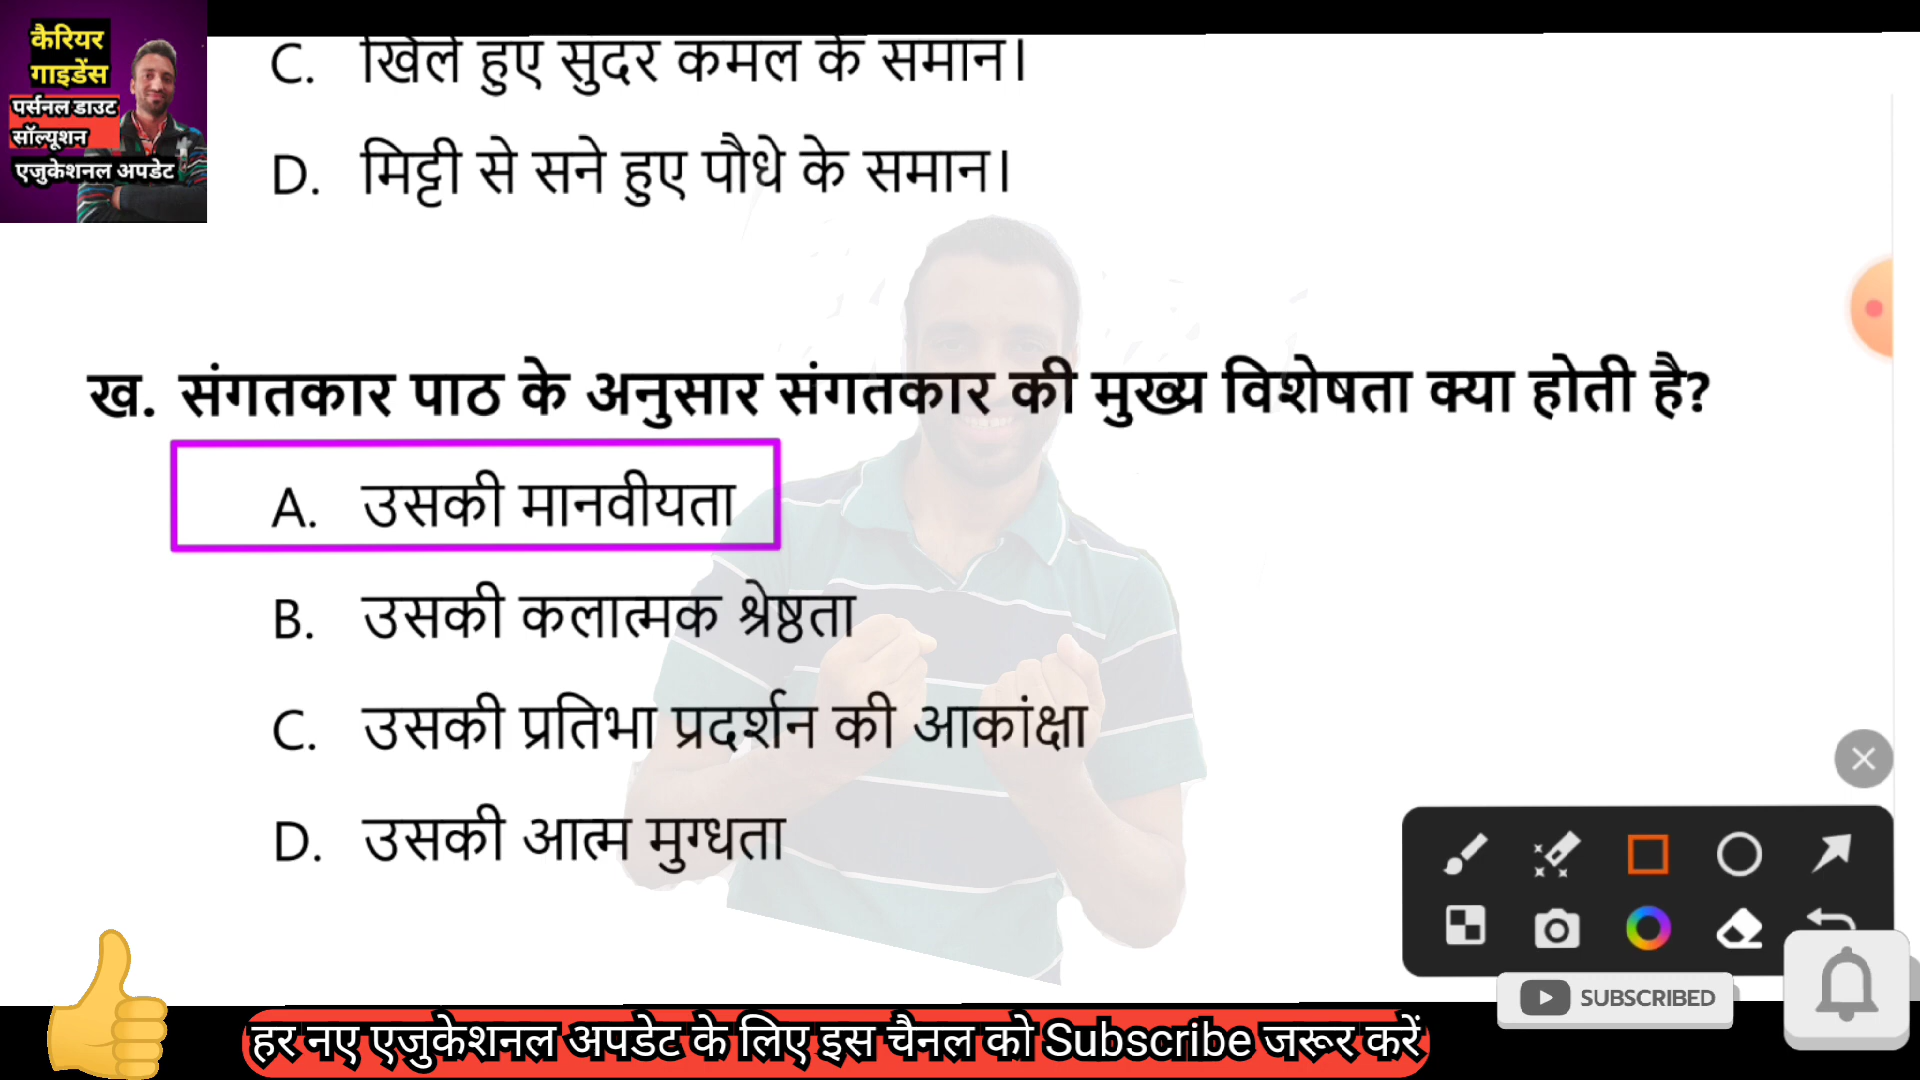 कैरियर
गाइडेंस
पर्सनल डाउट
सॉल्यूशन
एजुकेशनल अपडेट
C. खिले हुए सुंदर कमल के समान।
D. मिट्टी से सने हुए पौधे के समान।
ख. संगतकार पाठ के अनुसार संगतकार की मुख्य विशेषता क्या होती है?
A. उसकी मानवीयता
B. उसकी कलात्मक श्रेष्ठता
C. उसकी प्रतिभा प्रदर्शन की आकांक्षा
D. उसकी आत्म मुग्धता
SUBSCRIBED
हर नए एजुकेशनल अपडेट के लिए इस चैनल को Subscribe जरूर करें